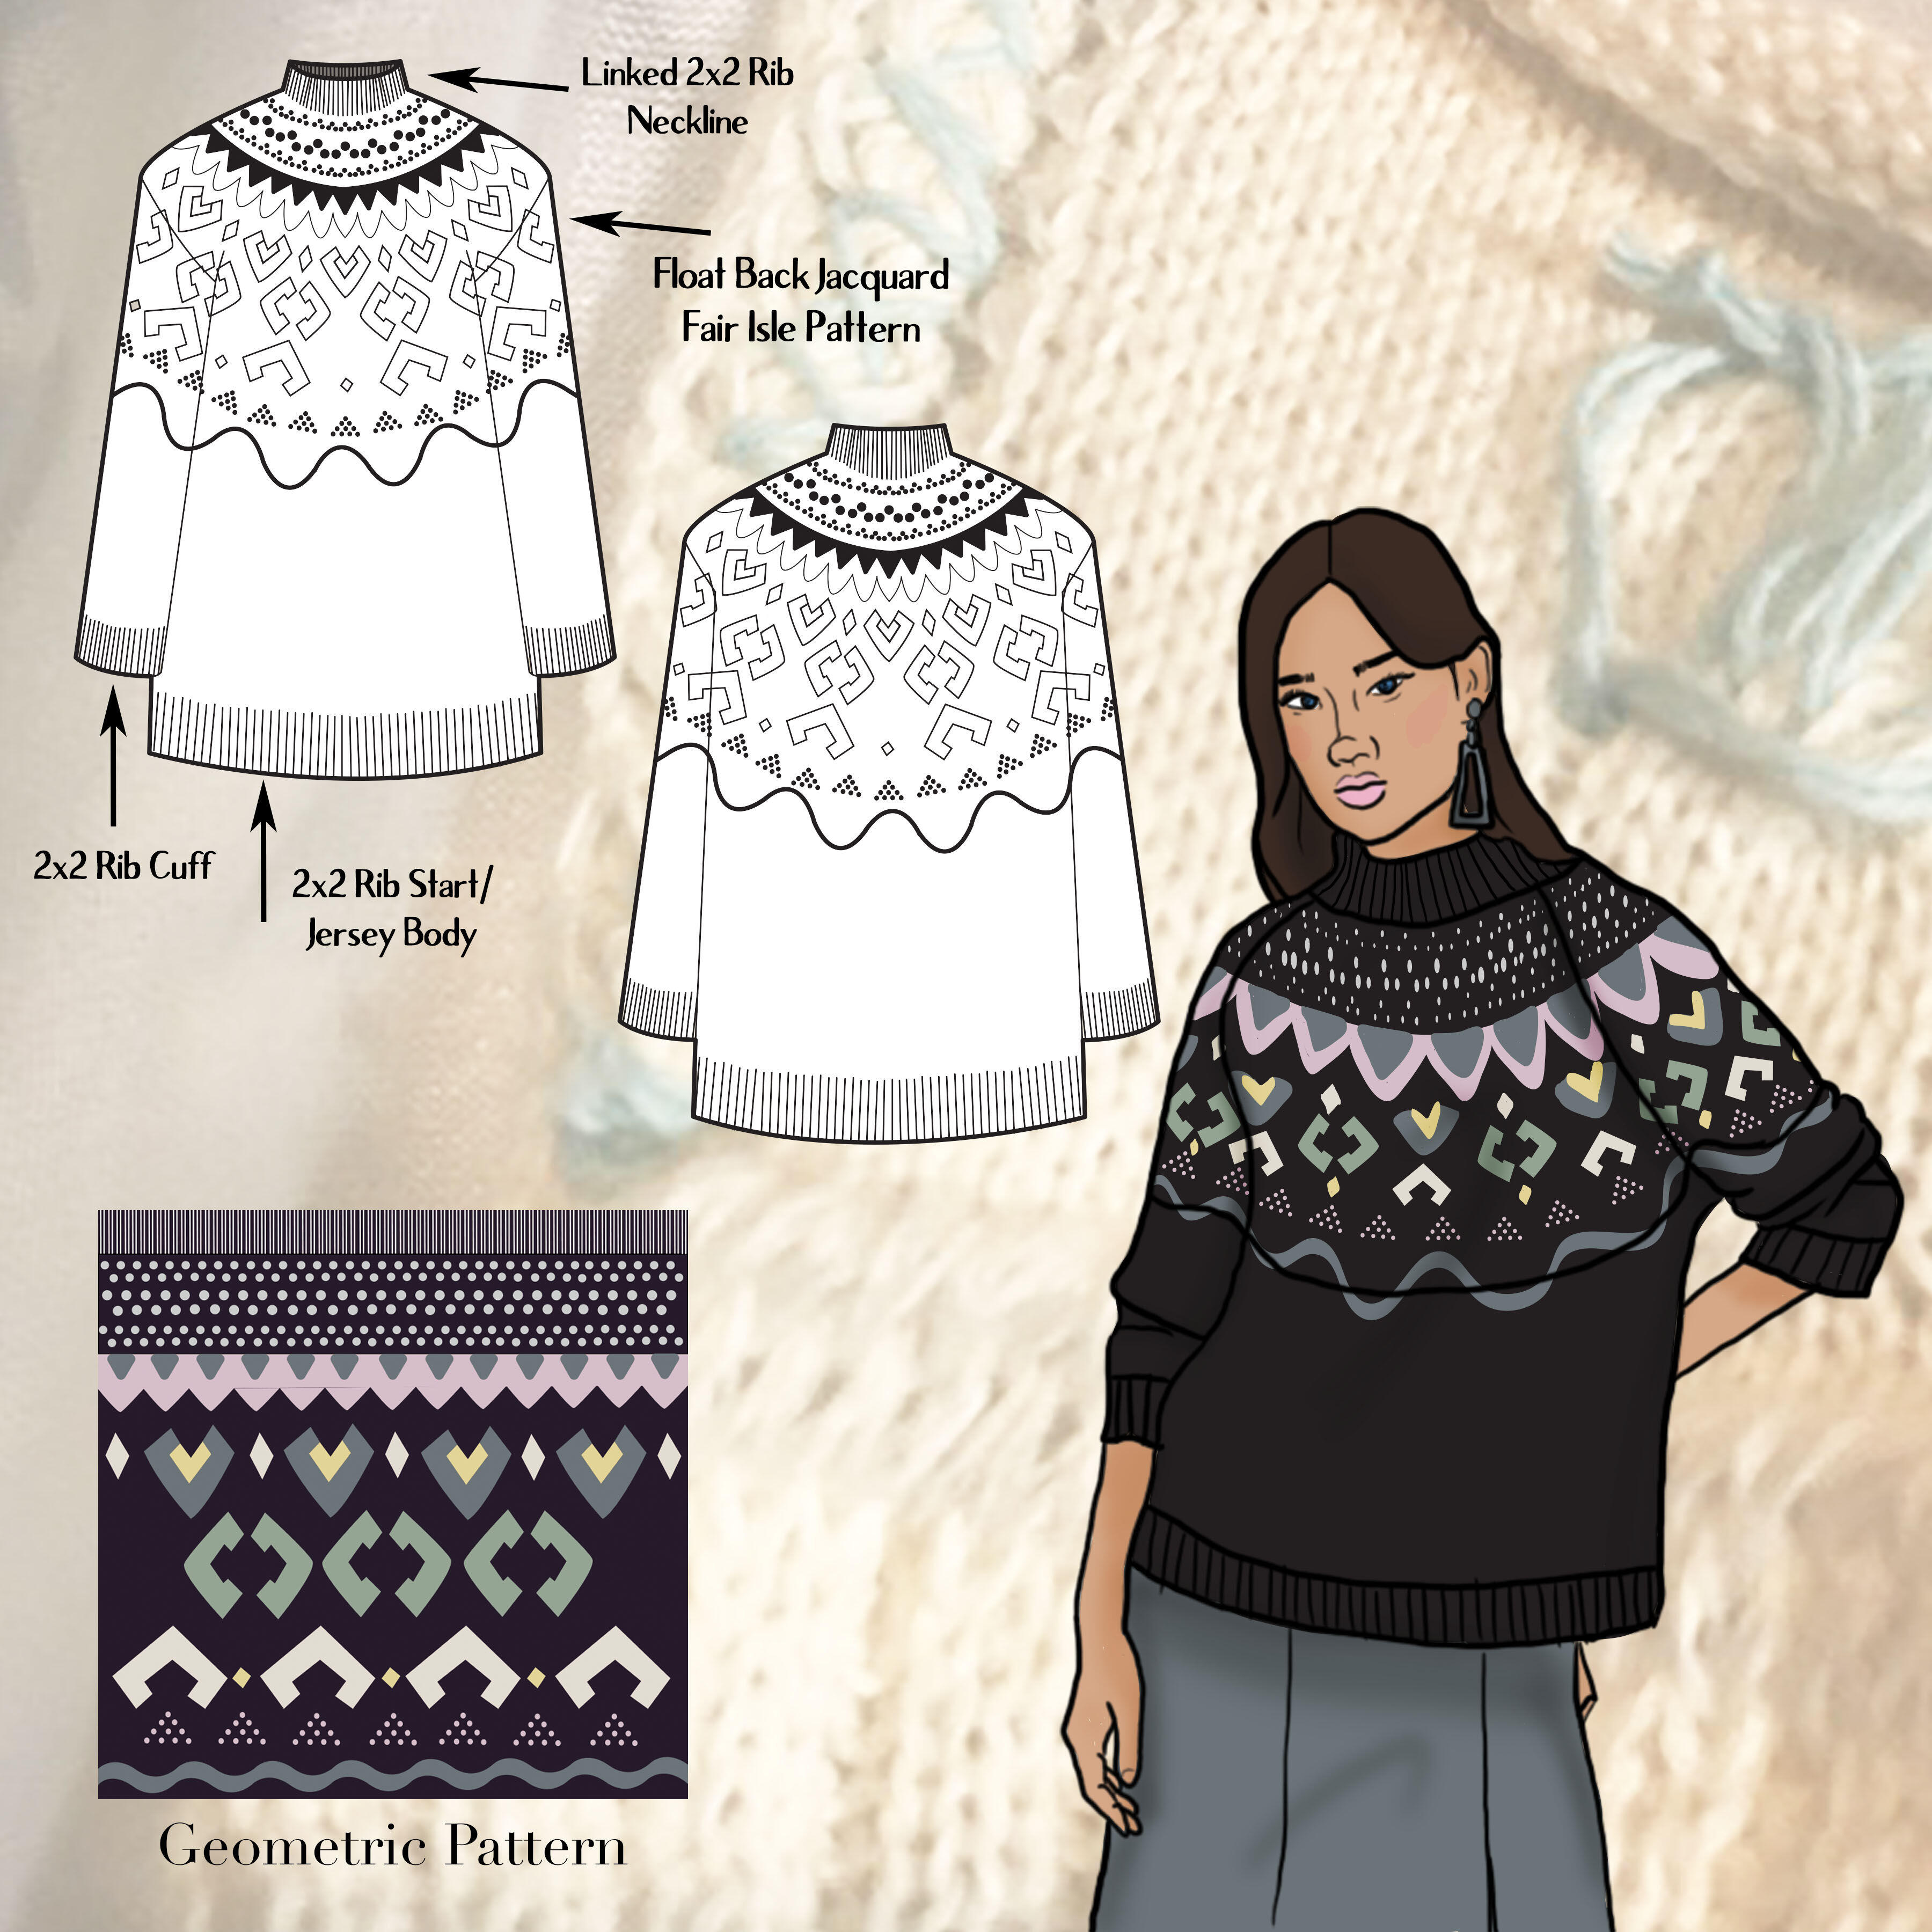 Linked 2x2 Rib
Neckline
Float Back Jacquard
Fair Isle Pattern
2x2 Rib Cuff
2x2 Rib Start/
Jersey Body
Geometric Pattern